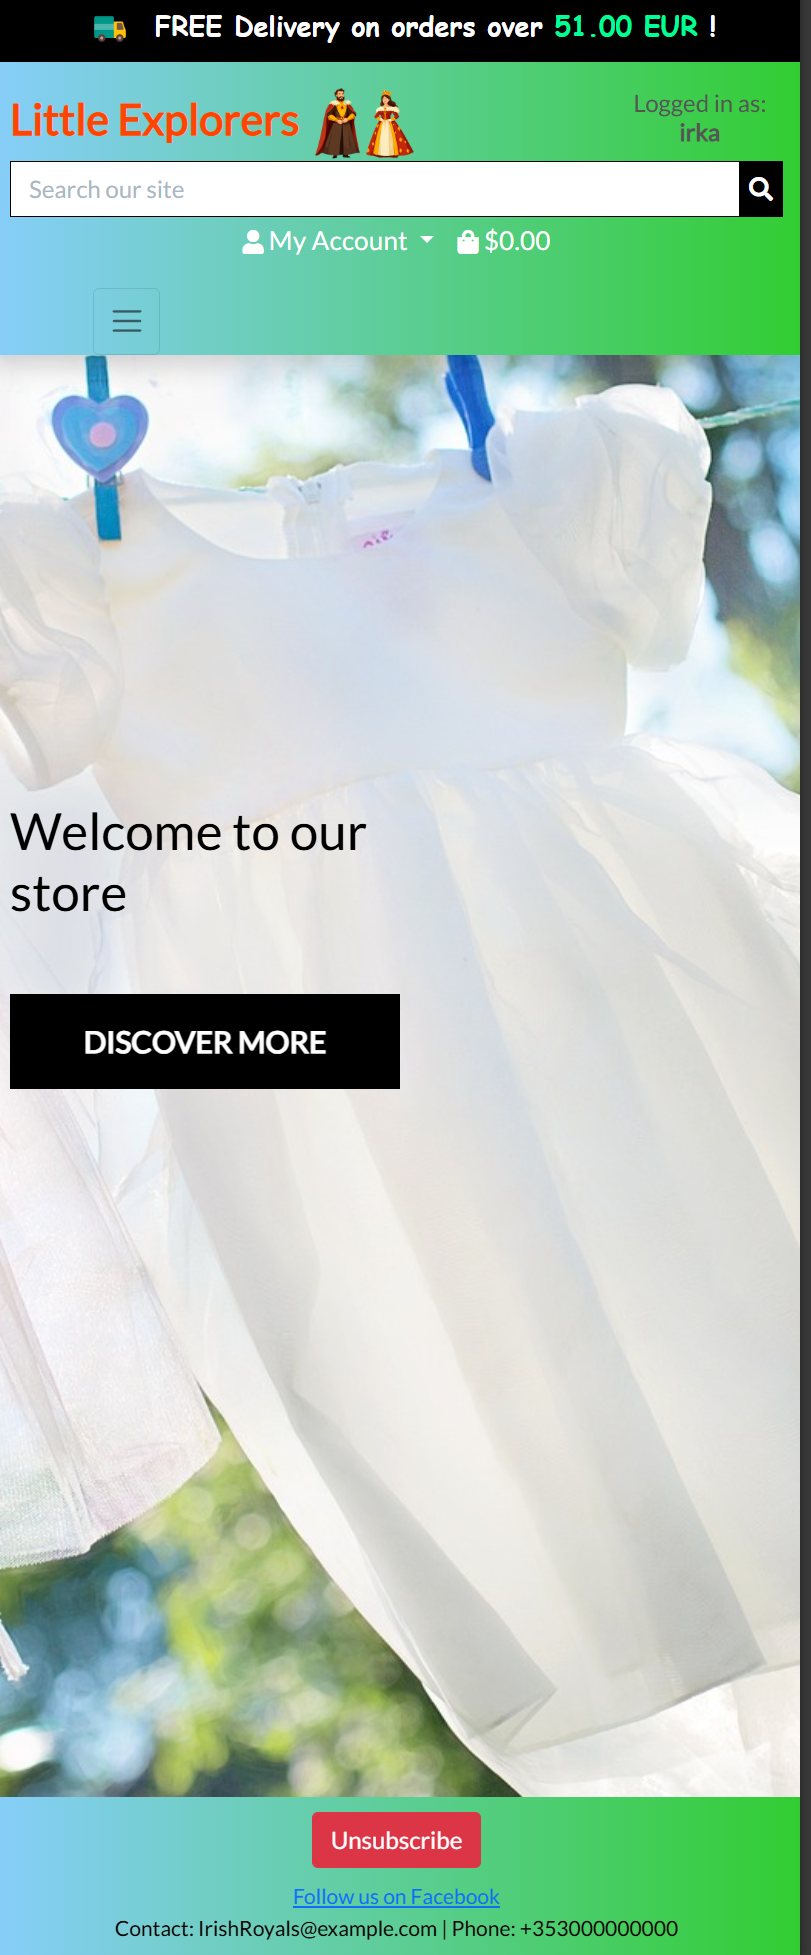 FREE Delivery on orders over 51.00 EUR !
Little Explorers
Logged in as:
irka
Search our site
My Account
$0.00
Welcome to our
store
DISCOVER MORE
Unsubscribe
Follow us on Facebook
Contact: IrishRoyals@example.com | Phone: +353000000000